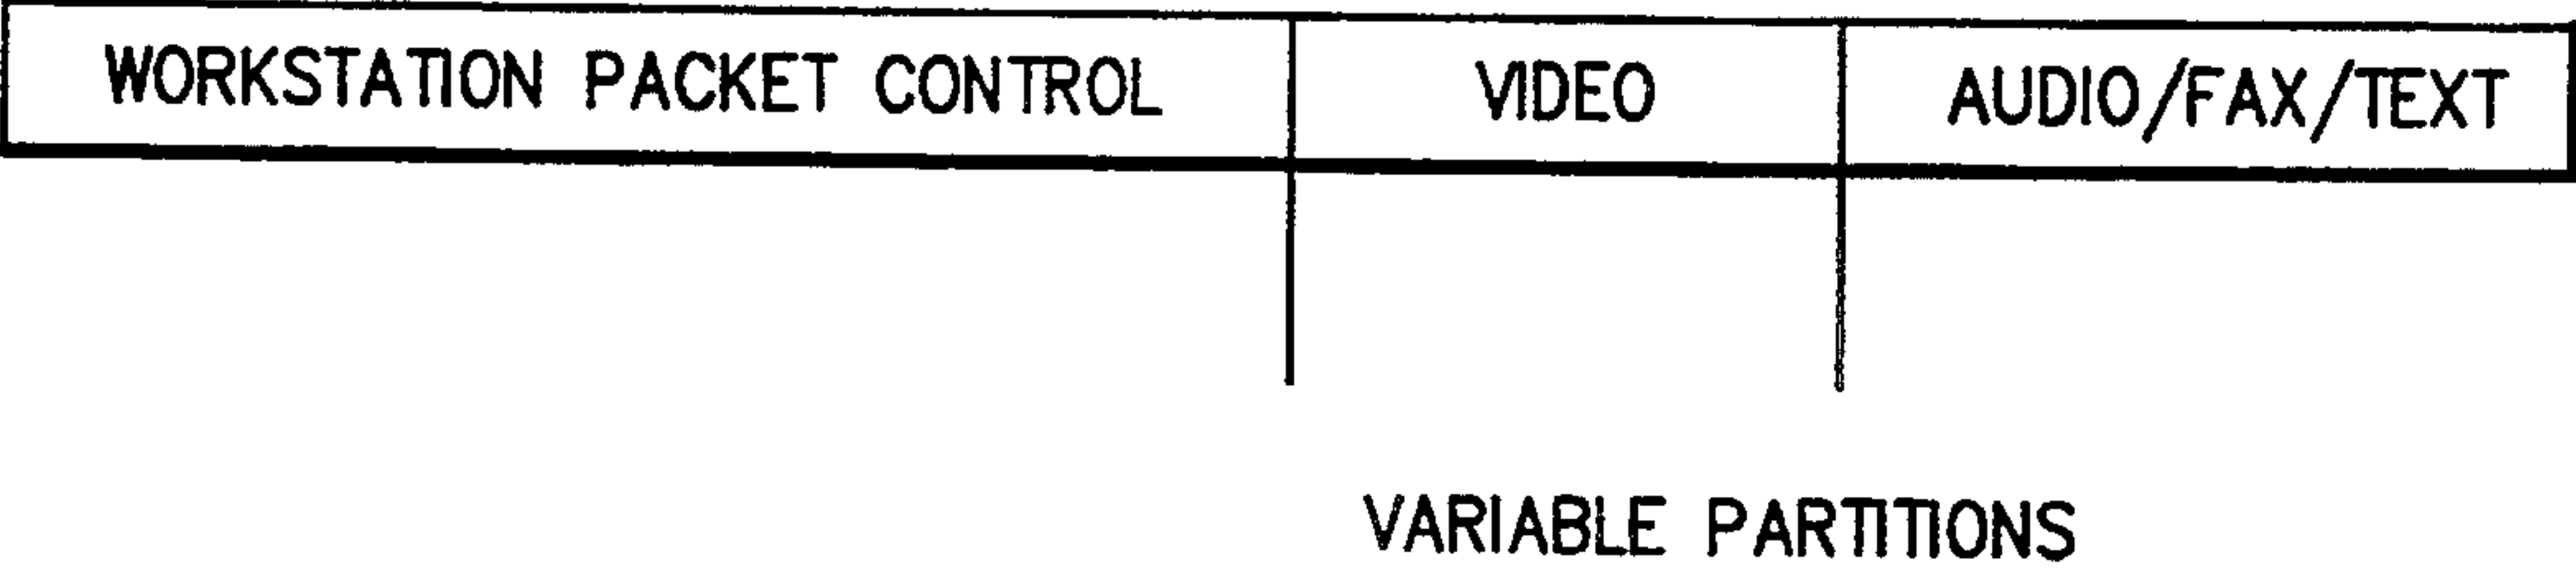 WORKSTATION PACKET CONTROL VIDEO AUDIO/FAX/TEXT
VARIABLE PARTITIONS